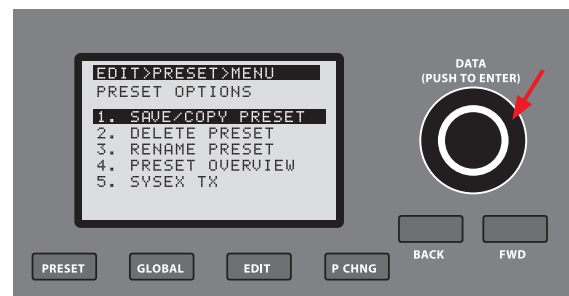 EDIT>PRESET>MENU
PRESET OPTIONS
1. SAVE/COPY PRESET
2. DELETE PRESET
3. RENAME PRESET
4. PRESET OVERVIEW
5. SYSEX TX
DATA
(PUSH TO ENTER)
BACK
FWD
PRESET
GLOBAL
EDIT
P CHNG